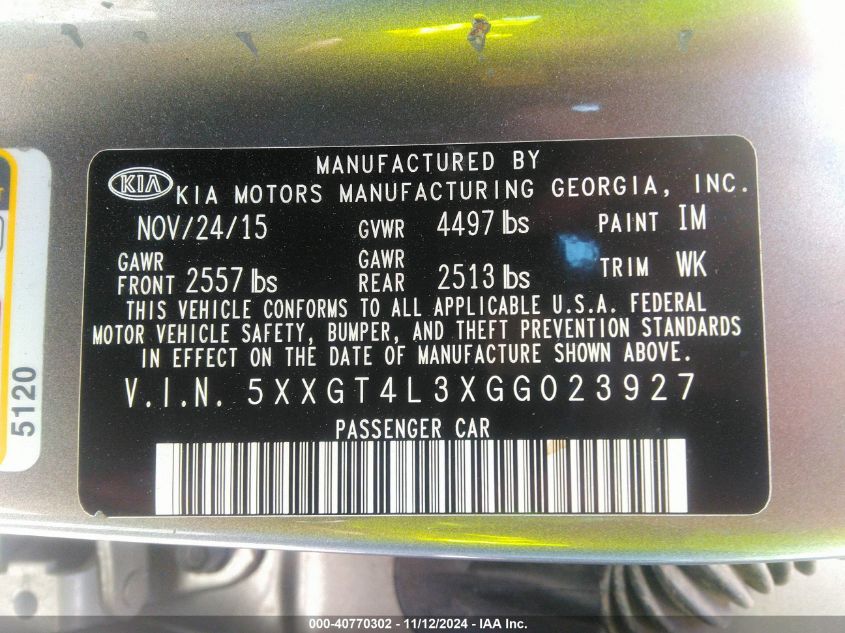 MANUFACTURED BY
KIA KIA MOTORS MANUFACTURING GEORGIA, INC.
NOV/24/15 GVWR 4497 lbs PAINT IM
GAWR FRONT 2557 lbs GAWR REAR 2513 lbs TRIM WK
THIS VEHICLE CONFORMS TO ALL APPLICABLE U.S.A. FEDERAL
MOTOR VEHICLE SAFETY, BUMPER, AND THEFT PREVENTION STANDARDS
IN EFFECT ON THE DATE OF MANUFACTURE SHOWN ABOVE.
V.I.N. 5XXGT4L3XGG023927
PASSENGER CAR
5120
000-40770302 - 11/12/2024 - IAA Inc.